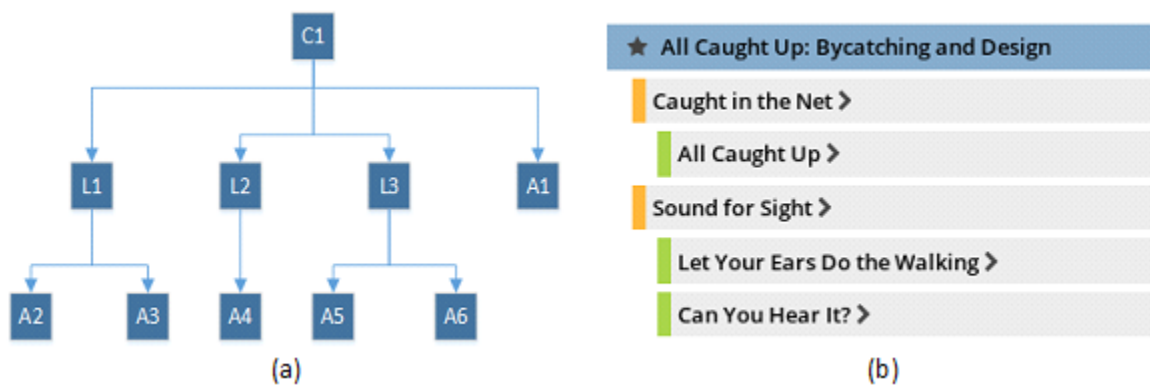 C1
L1
L2
L3
A1
A2
A3
A4
A5
A6
(a)
All Caught Up: Bycatching and Design
Caught in the Net
All Caught Up
Sound for Sight
Let Your Ears Do the Walking
Can You Hear It?
(b)